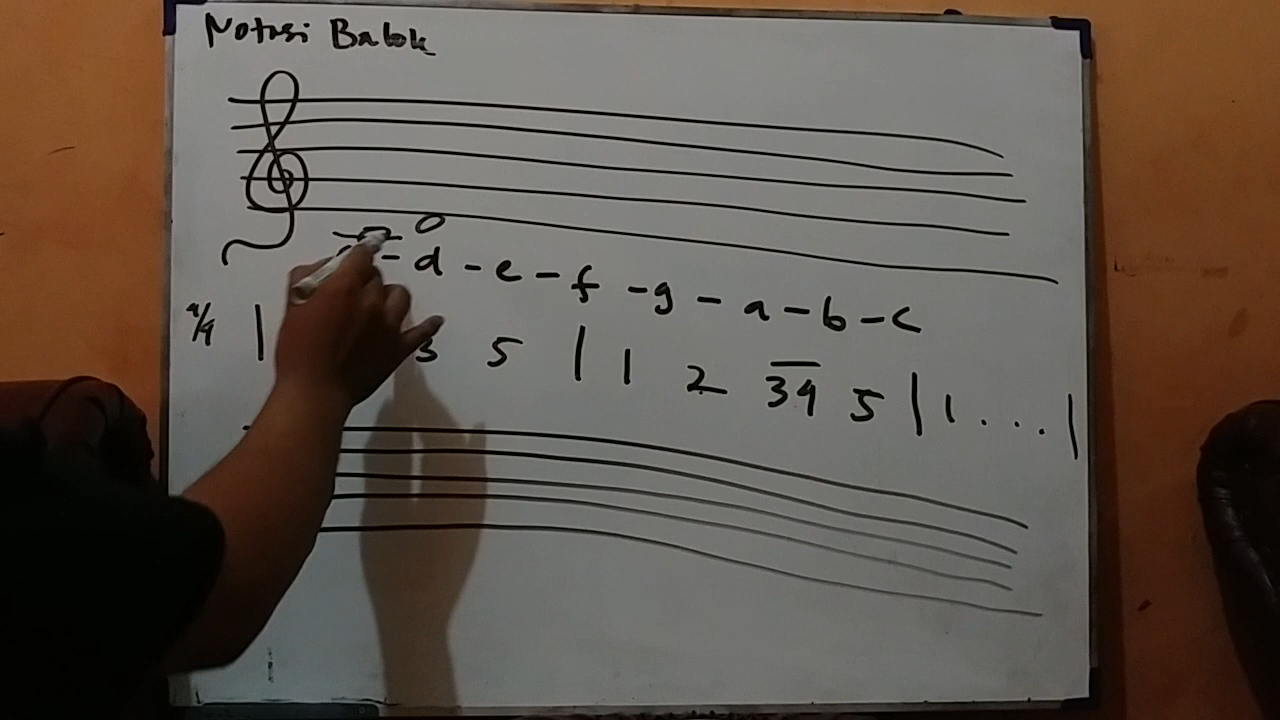 Notasi Balok
- d - e - f - g - a - b - c
4/4 | 3 5 | 1 2 34 5 | 1 . . . |